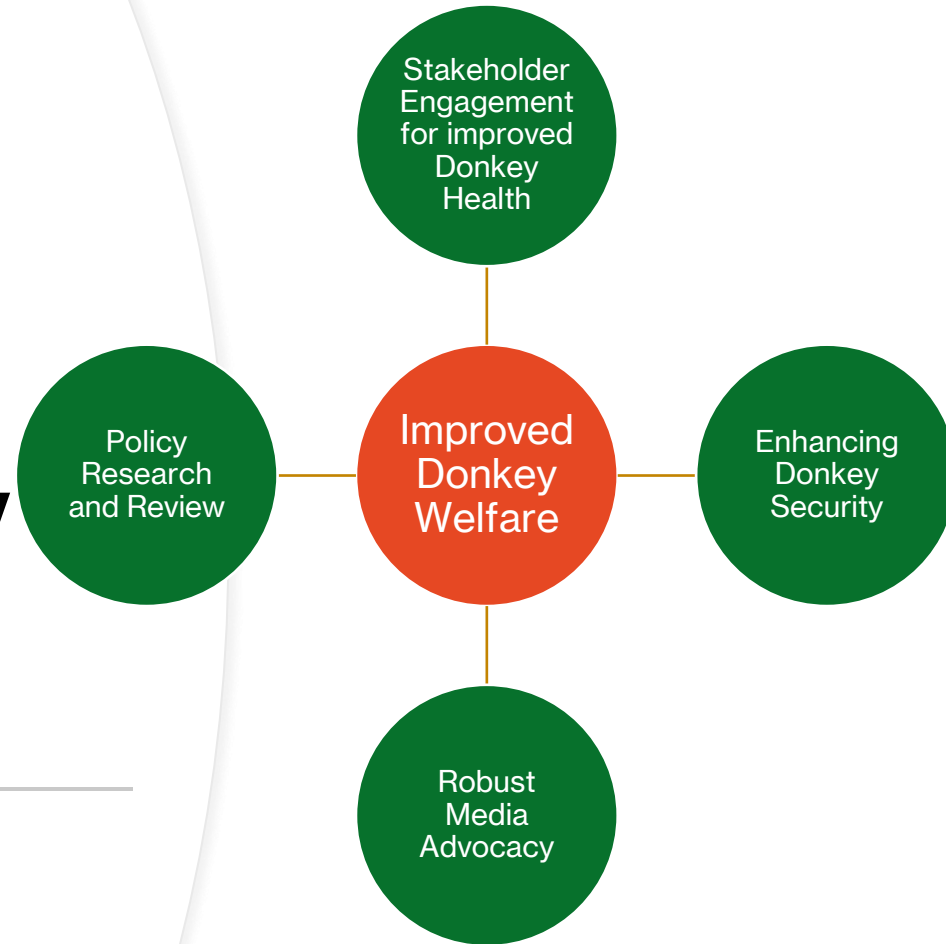 Stakeholder
Engagement
for improved
Donkey
Health
Policy
Research
and Review
Improved
Donkey
Welfare
Enhancing
Donkey
Security
Robust
Media
Advocacy